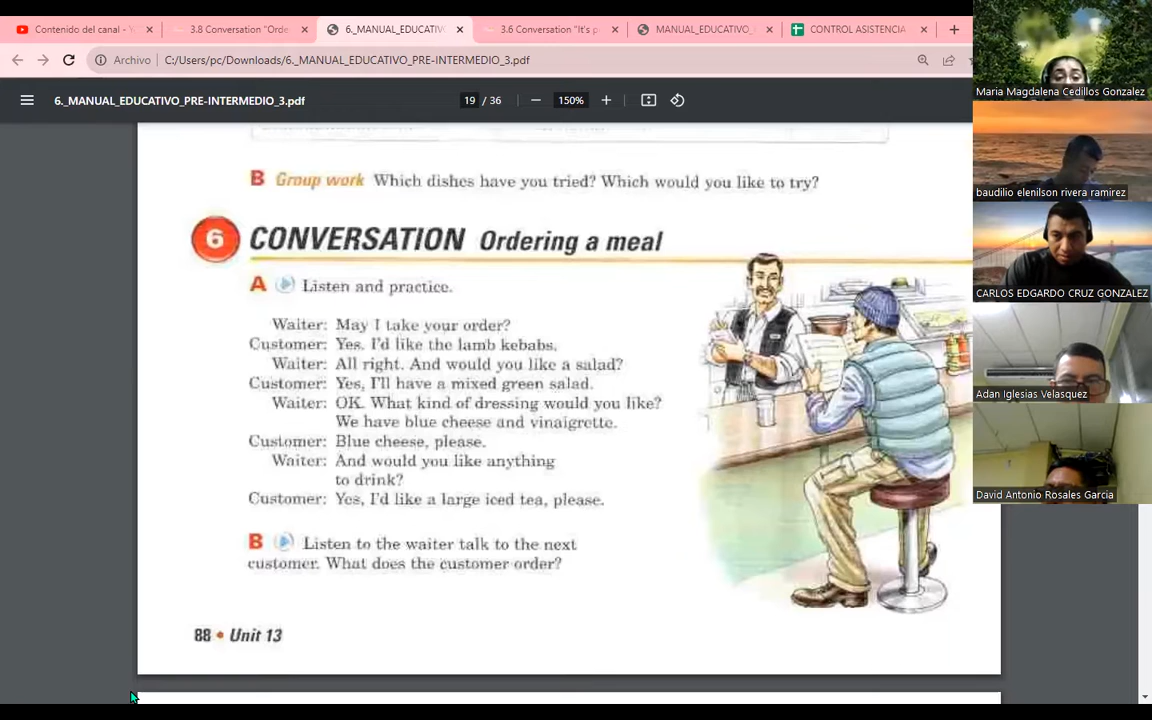 Contenido del canal - Y
3.8 Conversation "Orde
6._MANUAL_EDUCATIV
3.6 Conversation "It's p
MANUAL_EDUCATIVO_
CONTROL ASISTENCIA
Archivo
C:/Users/pc/Downloads/6._MANUAL_EDUCATIVO_PRE-INTERMEDIO_3.pdf
6._MANUAL_EDUCATIVO_PRE-INTERMEDIO_3.pdf
19 / 36
150%
B Group work Which dishes have you tried? Which would you like to try?
6 CONVERSATION Ordering a meal
A Listen and practice.
Waiter: May I take your order?
Customer: Yes. I'd like the lamb kebabs.
Waiter: All right. And would you like a salad?
Customer: Yes, I'll have a mixed green salad.
Waiter: OK. What kind of dressing would you like?
We have blue cheese and vinaigrette.
Customer: Blue cheese, please.
Waiter: And would you like anything
to drink?
Customer: Yes, I'd like a large iced tea, please.
B Listen to the waiter talk to the next
customer. What does the customer order?
88 • Unit 13
Maria Magdalena Cedillos Gonzalez
baudilio elenilson rivera ramirez
CARLOS EDGARDO CRUZ GONZALEZ
Adan Iglesias Velasquez
David Antonio Rosales Garcia